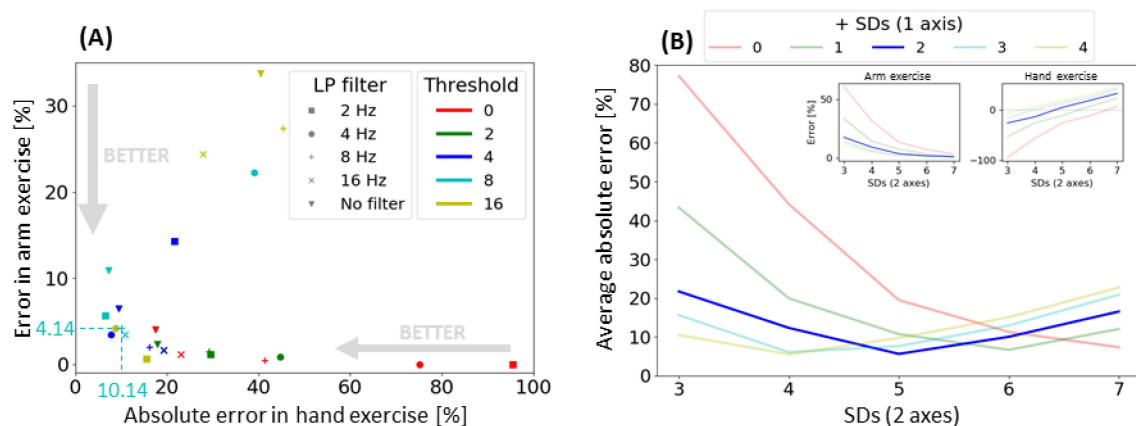 (A)
Error in arm exercise [%]
30
20
10
0
4.14
BETTER
LP filter
2 Hz
4 Hz
8 Hz
16 Hz
No filter
Threshold
0
2
4
8
16
BETTER
0
20
40
60
80
100
10.14
Absolute error in hand exercise [%]
(B)
+ SDs (1 axis)
0
1
2
3
4
Average absolute error [%]
80
70
60
50
40
30
20
10
0
3
4
5
6
7
SDs (2 axes)
Arm exercise
Error [%]
50
0
3
4
5
6
7
SDs (2 axes)
Hand exercise
0
−100
3
4
5
6
7
SDs (2 axes)